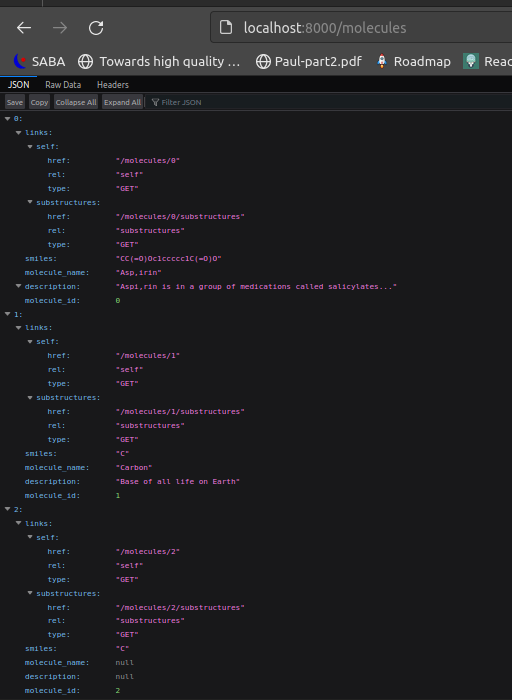 localhost:8000/molecules
SABA Towards high quality ... Paul-part2.pdf Roadmap Reac
JSON Raw Data Headers
Save Copy Collapse All Expand All Filter JSON
0:
links:
self:
href: "/molecules/0"
rel: "self"
type: "GET"
substructures:
href: "/molecules/0/substructures"
rel: "substructures"
type: "GET"
smiles: "CC(=O)Oc1ccccc1C(=O)O"
molecule_name: "Asp,irin"
description: "Aspi,rin is in a group of medications called salicylates..."
molecule_id: 0
1:
links:
self:
href: "/molecules/1"
rel: "self"
type: "GET"
substructures:
href: "/molecules/1/substructures"
rel: "substructures"
type: "GET"
smiles: "C"
molecule_name: "Carbon"
description: "Base of all life on Earth"
molecule_id: 1
2:
links:
self:
href: "/molecules/2"
rel: "self"
type: "GET"
substructures:
href: "/molecules/2/substructures"
rel: "substructures"
type: "GET"
smiles: "C"
molecule_name: null
description: null
molecule_id: 2